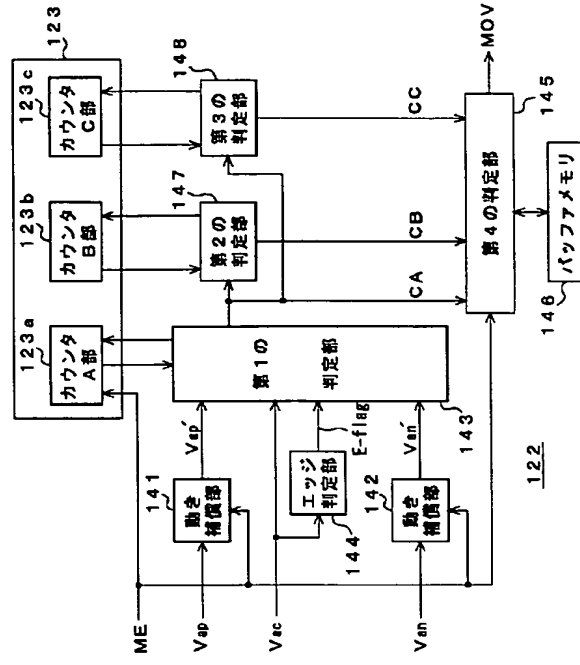 123
123a
カウンタ
A部
123b
カウンタ
B部
123c
カウンタ
C部
148
第3の
判定部
147
第2の
判定部
第1の
判定部
143
ME
Vap
141
動き
補償部
Vap′
Vac
エッジ
判定部
144
E-flag
Van
142
動き
補償部
Van′
CA
CB
CC
第4の判定部
145
MOV
バッファメモリ
146
122